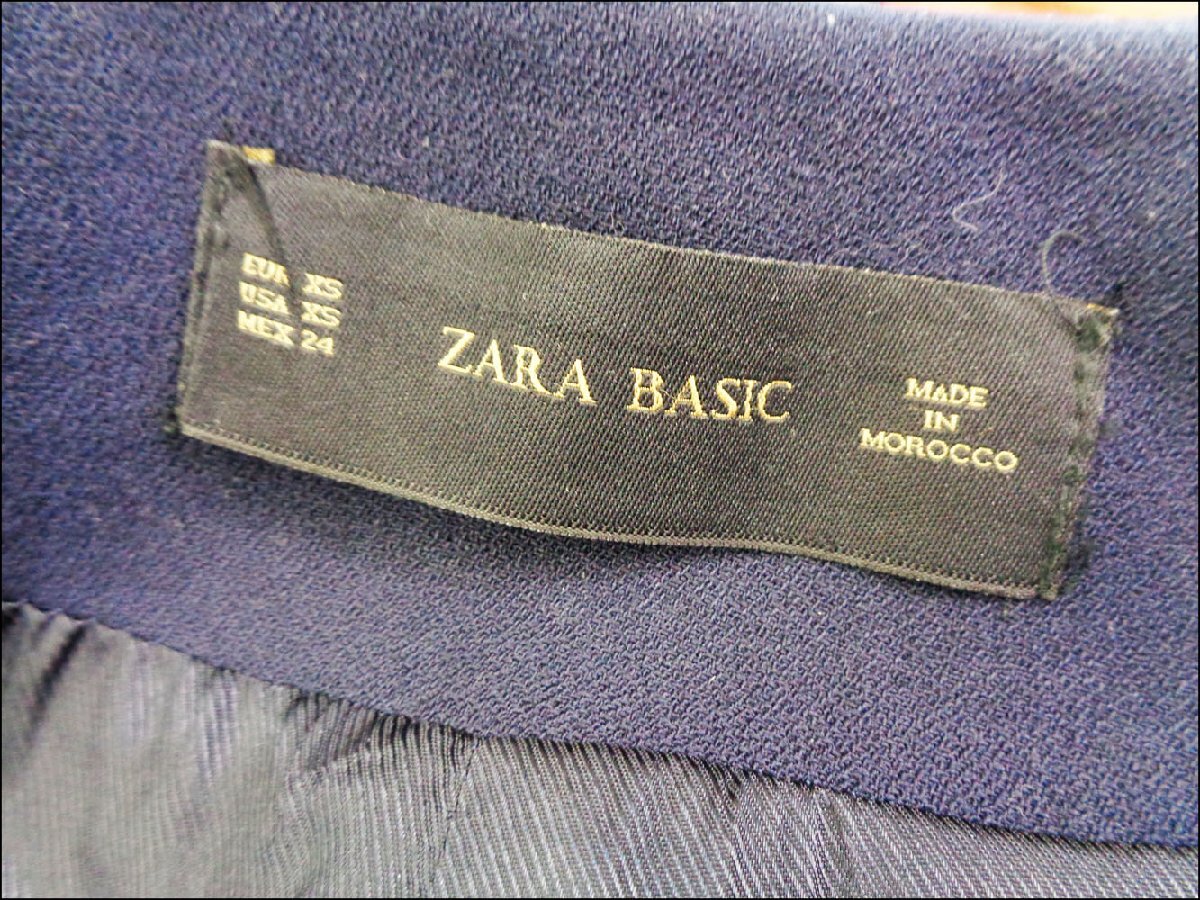 EUR XS
USA XS
MEX 24
ZARA BASIC
MADE
IN
MOROCCO